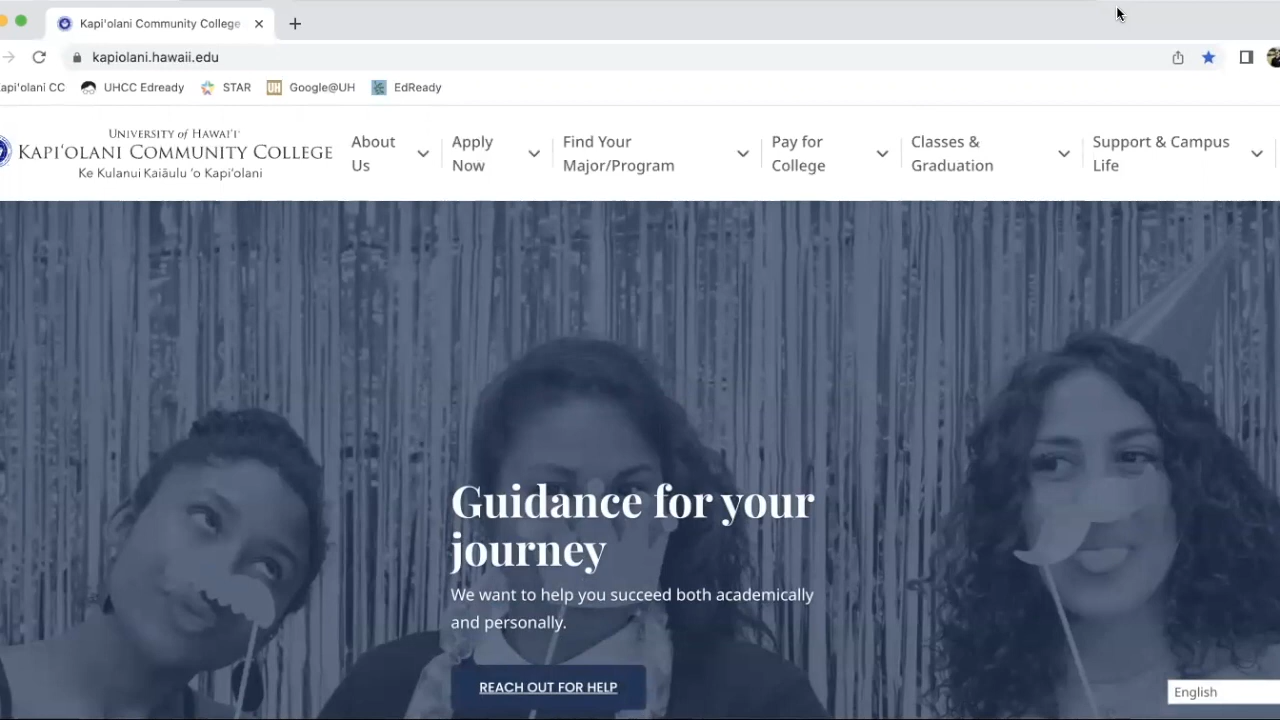 Kapi'olani Community College
kapiolani.hawaii.edu
api'olani CC UHCC Edready STAR Google@UH EdReady
UNIVERSITY of HAWAI'I
KAPI'OLANI COMMUNITY COLLEGE
Ke Kulanui Kaiāulu 'o Kapi'olani
About Us
Apply Now
Find Your Major/Program
Pay for College
Classes & Graduation
Support & Campus Life
Guidance for your
journey
We want to help you succeed both academically
and personally.
REACH OUT FOR HELP
English